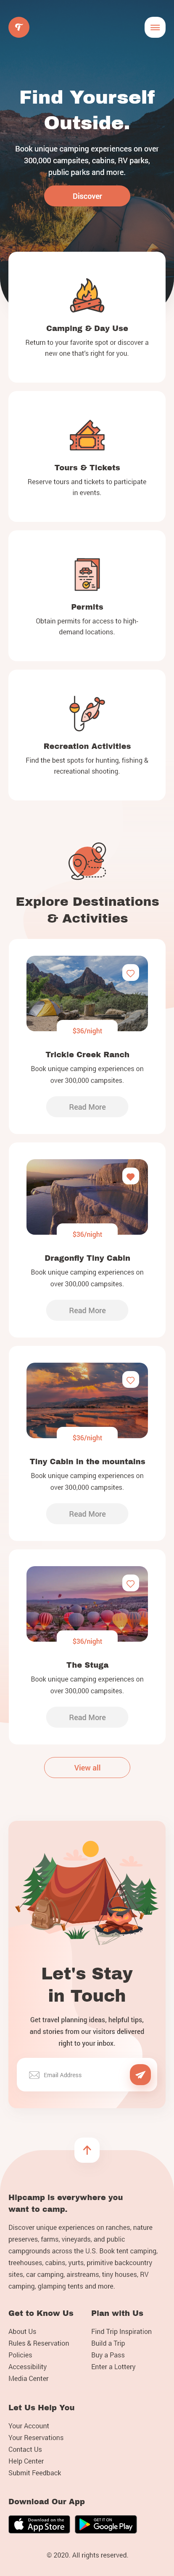 Find Yourself
Outside.
Book unique camping experiences on over
300,000 campsites, cabins, RV parks,
public parks and more.
Discover
Camping & Day Use
Return to your favorite spot or discover a
new one that's right for you.
Tours & Tickets
Reserve tours and tickets to participate
in events.
Permits
Obtain permits for access to high-
demand locations.
Recreation Activities
Find the best spots for hunting, fishing &
recreational shooting.
Explore Destinations
& Activities
$36/night
Trickle Creek Ranch
Book unique camping experiences on
over 300,000 campsites.
Read More
$36/night
Dragonfly Tiny Cabin
Book unique camping experiences on
over 300,000 campsites.
Read More
$36/night
Tiny Cabin in the mountains
Book unique camping experiences on
over 300,000 campsites.
Read More
$36/night
The Stuga
Book unique camping experiences on
over 300,000 campsites.
Read More
View all
Let's Stay
in Touch
Get travel planning ideas, helpful tips,
and stories from our visitors delivered
right to your inbox.
Email Address
Hipcamp is everywhere you
want to camp.
Discover unique experiences on ranches, nature
preserves, farms, vineyards, and public
campgrounds across the U.S. Book tent camping,
treehouses, cabins, yurts, primitive backcountry
sites, car camping, airstreams, tiny houses, RV
camping, glamping tents and more.
Get to Know Us
About Us
Rules & Reservation
Policies
Accessibility
Media Center
Plan with Us
Find Trip Inspiration
Build a Trip
Buy a Pass
Enter a Lottery
Let Us Help You
Your Account
Your Reservations
Contact Us
Help Center
Submit Feedback
Download Our App
Download on the
App Store
GET IT ON
Google Play
© 2020. All rights reserved.